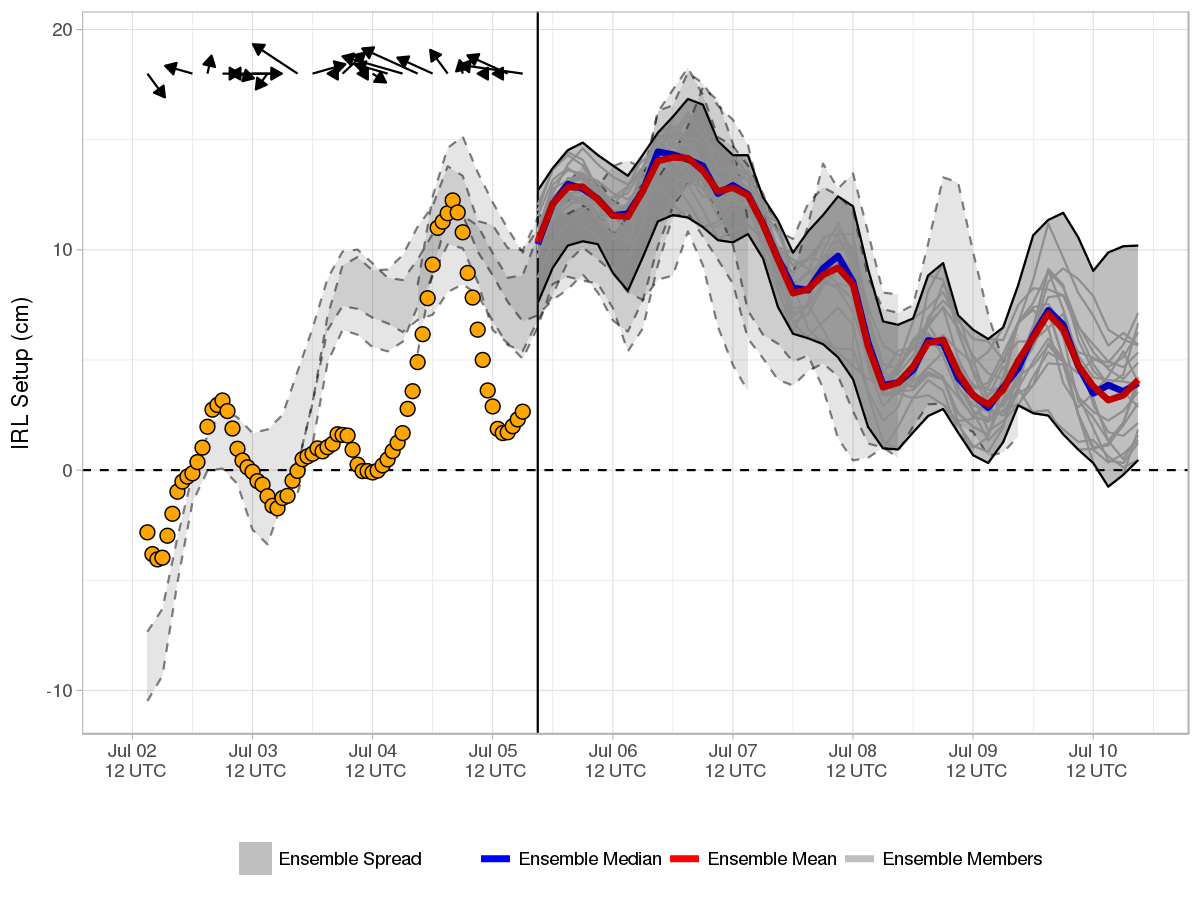 IRL Setup (cm)
20
10
0
-10
Jul 02 Jul 03 Jul 04 Jul 05 Jul 06 Jul 07 Jul 08 Jul 09 Jul 10
12 UTC 12 UTC 12 UTC 12 UTC 12 UTC 12 UTC 12 UTC 12 UTC 12 UTC
Ensemble Spread Ensemble Median Ensemble Mean Ensemble Members